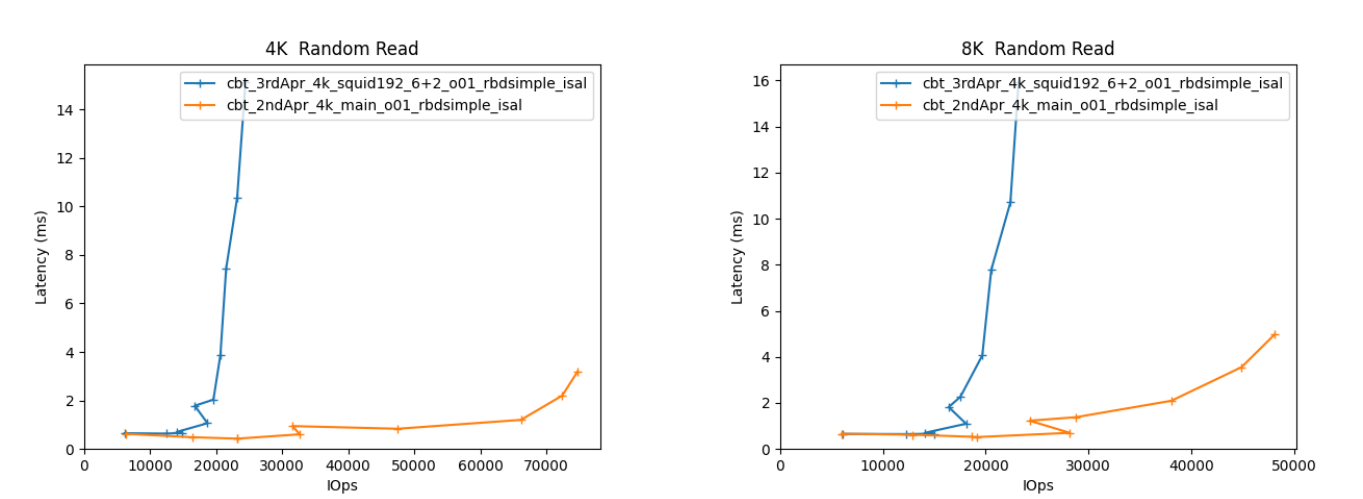 4K  Random Read
cbt_3rdApr_4k_squid192_6+2_o01_rbdsimple_isal
cbt_2ndApr_4k_main_o01_rbdsimple_isal
14
12
10
8
6
4
2
0
Latency (ms)
0 10000 20000 30000 40000 50000 60000 70000
IOps
8K  Random Read
cbt_3rdApr_4k_squid192_6+2_o01_rbdsimple_isal
cbt_2ndApr_4k_main_o01_rbdsimple_isal
16
14
12
10
8
6
4
2
0
Latency (ms)
0 10000 20000 30000 40000 50000
IOps